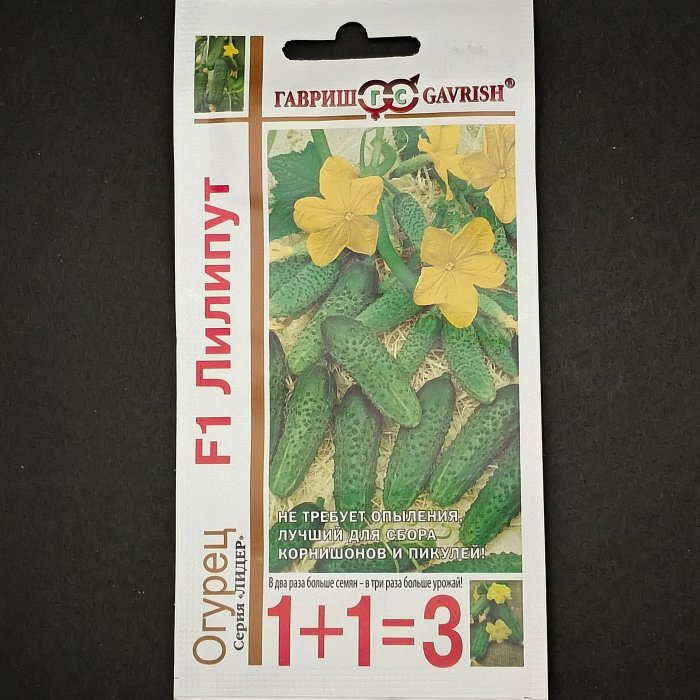 ГАВРИШ ГС GAVRISH®
F1 Лилипут
Огурец
Серия «ЛИДЕР»
НЕ ТРЕБУЕТ ОПЫЛЕНИЯ,
ЛУЧШИЙ ДЛЯ СБОРА
КОРНИШОНОВ И ПИКУЛЕЙ!
В два раза больше семян – в три раза больше урожай!
1+1=3